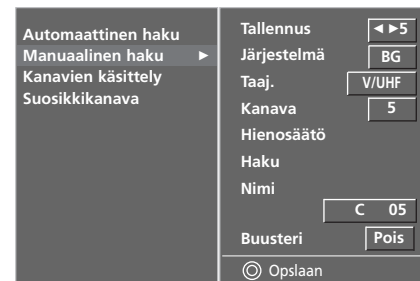 Automaattinen haku
Manuaalinen haku ►
Kanavien käsittely
Suosikkikanava
Tallennus ◄ ►5
Järjestelmä BG
Taaj. V/UHF
Kanava 5
Hienosäätö
Haku
Nimi
C 05
Buusteri Pois
Opslaan